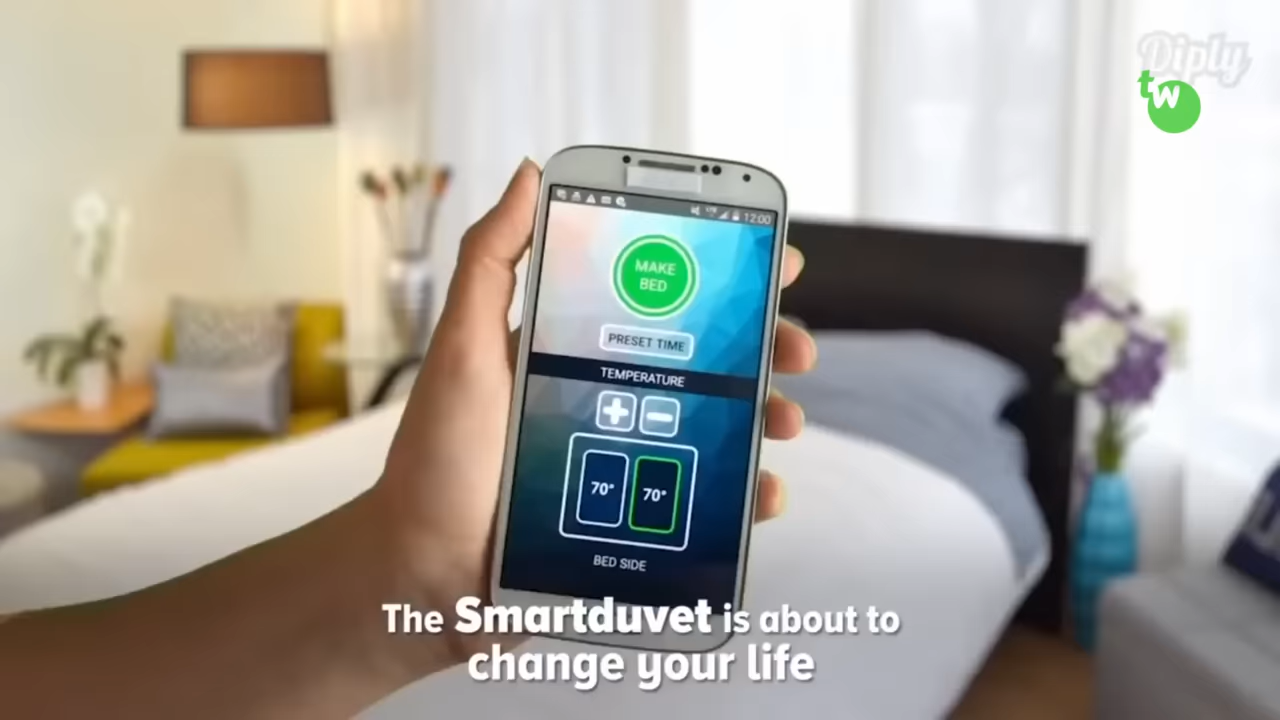 Diply
tw
12:00
MAKE
BED
PRESET TIME
TEMPERATURE
70°
70°
BED SIDE
The Smartduvet is about to
change your life